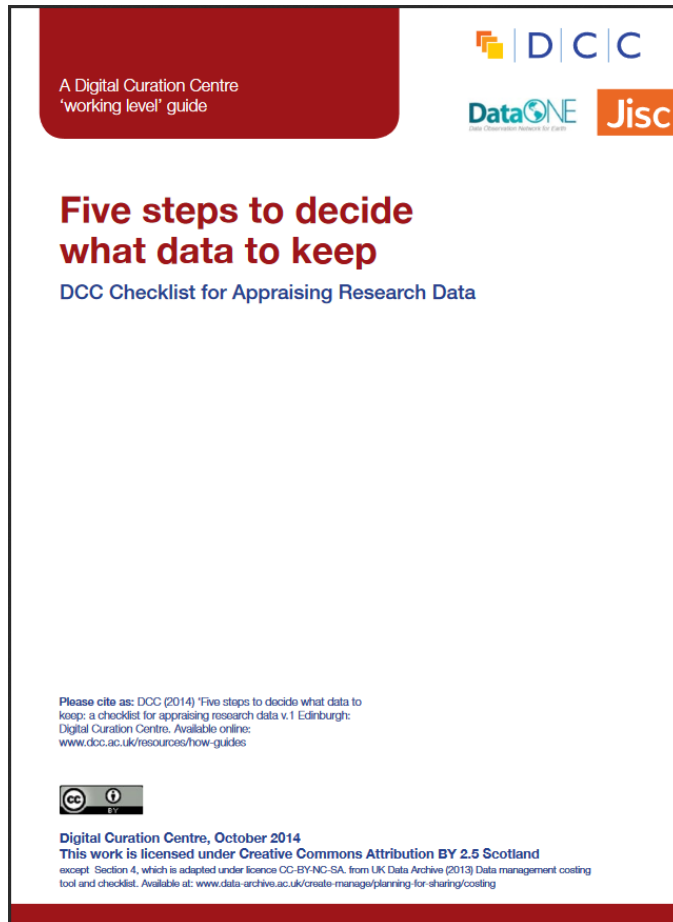 A Digital Curation Centre
'working level' guide
D|C|C
DataONE
Data Observation Network for Earth
Jisc
Five steps to decide
what data to keep
DCC Checklist for Appraising Research Data
Please cite as: DCC (2014) 'Five steps to decide what data to
keep: a checklist for appraising research data v.1 Edinburgh:
Digital Curation Centre. Available online:
www.dcc.ac.uk/resources/how-guides
cc
BY
Digital Curation Centre, October 2014
This work is licensed under Creative Commons Attribution BY 2.5 Scotland
except Section 4, which is adapted under licence CC-BY-NC-SA. from UK Data Archive (2013) Data management costing
tool and checklist. Available at: www.data-archive.ac.uk/create-manage/planning-for-sharing/costing